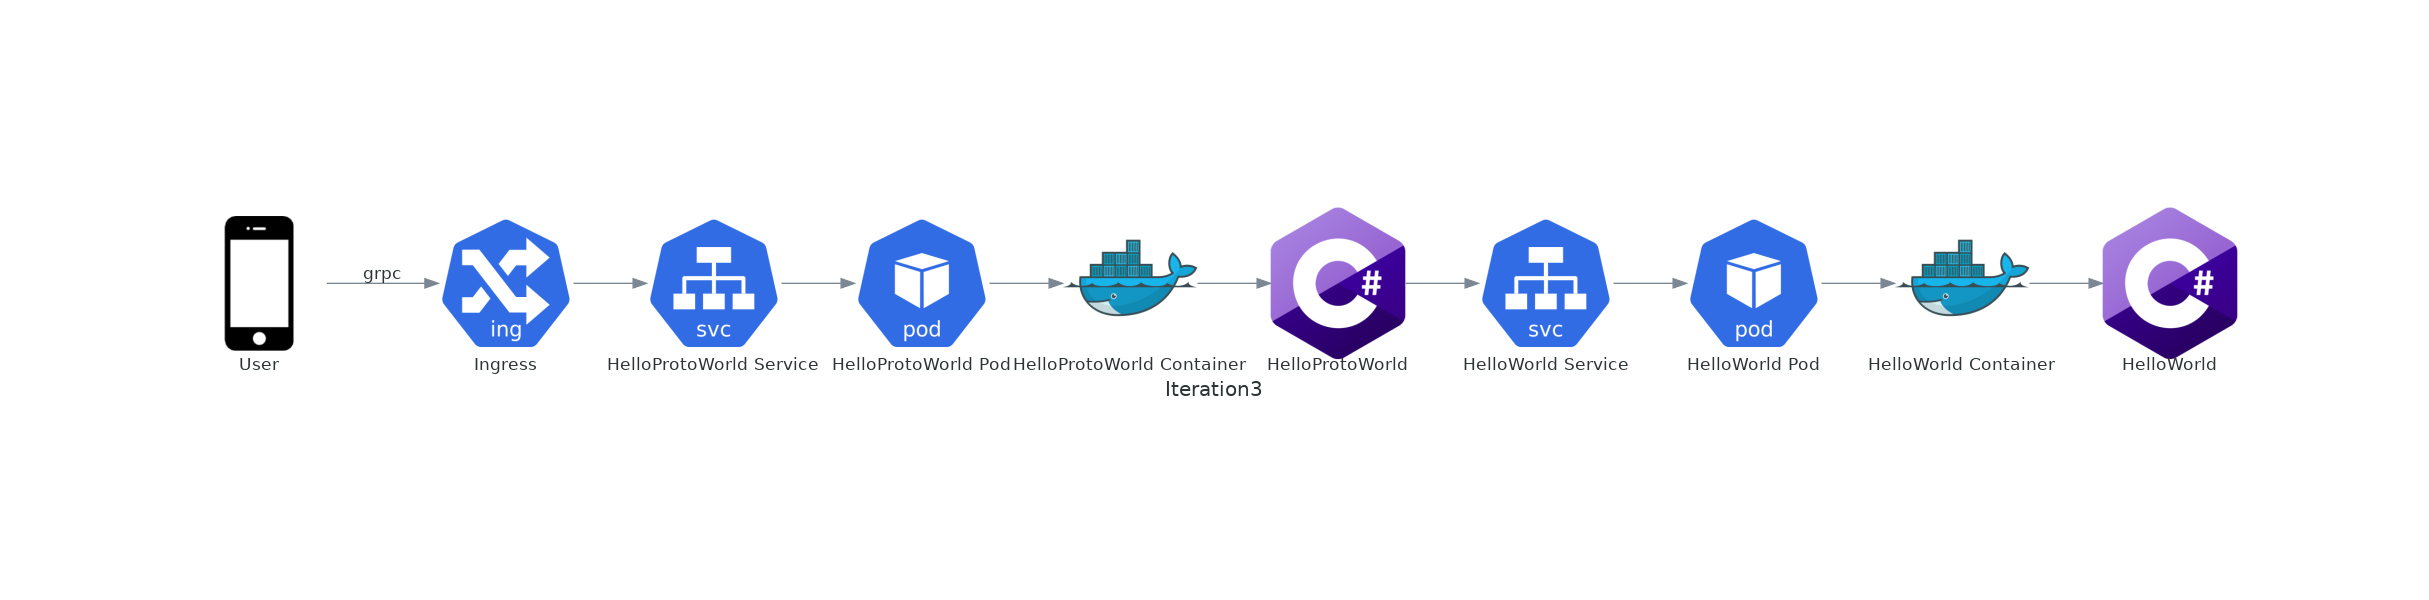 grpc
ing
svc
pod
C#
svc
pod
C#
User
Ingress
HelloProtoWorld Service
HelloProtoWorld Pod
HelloProtoWorld Container
HelloProtoWorld
HelloWorld Service
HelloWorld Pod
HelloWorld Container
HelloWorld
Iteration3